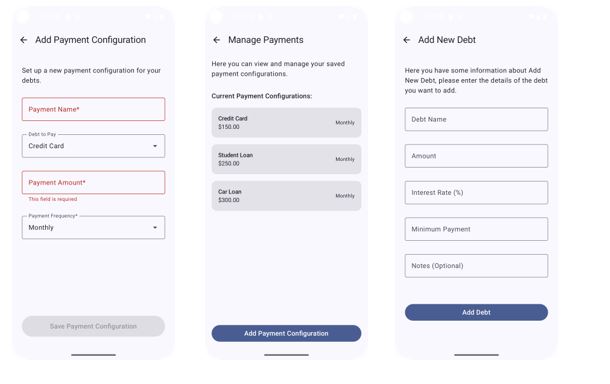 Add Payment Configuration
Set up a new payment configuration for your
debts.
Payment Name*
Debt to Pay
Credit Card
Payment Amount*
This field is required
Payment Frequency*
Monthly
Save Payment Configuration
Manage Payments
Here you can view and manage your saved
payment configurations.
Current Payment Configurations:
Credit Card
$150.00
Monthly
Student Loan
$250.00
Monthly
Car Loan
$300.00
Monthly
Add Payment Configuration
Add New Debt
Here you have some information about Add
New Debt, please enter the details of the debt
you want to add.
Debt Name
Amount
Interest Rate (%)
Minimum Payment
Notes (Optional)
Add Debt